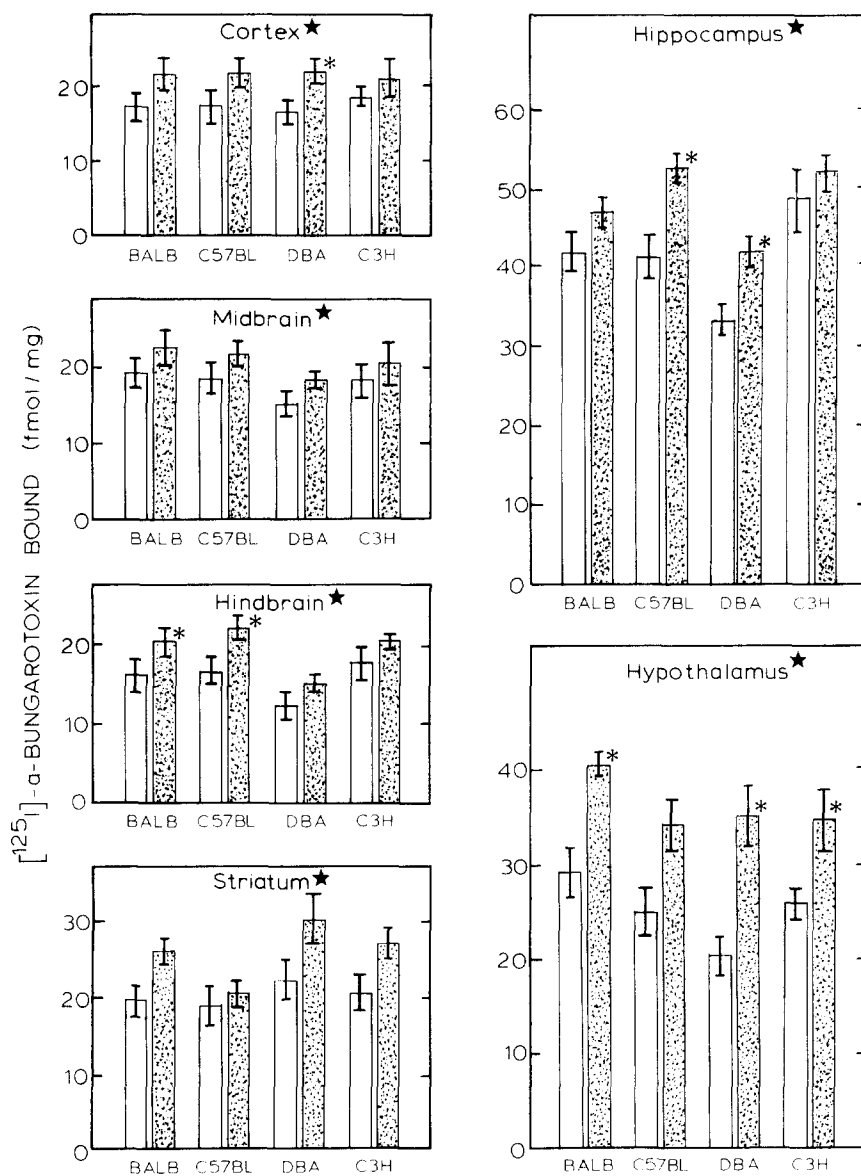 [125I]-α-BUNGAROTOXIN BOUND (fmol/mg)
Cortex★
20
10
0
*
BALB C57BL DBA C3H
Midbrain★
20
10
0
BALB C57BL DBA C3H
Hindbrain★
20
10
0
* *
BALB C57BL DBA C3H
Striatum★
30
20
10
0
BALB C57BL DBA C3H
Hippocampus★
60
50
40
30
20
10
0
* *
BALB C57BL DBA C3H
Hypothalamus★
40
30
20
10
0
* * *
BALB C57BL DBA C3H